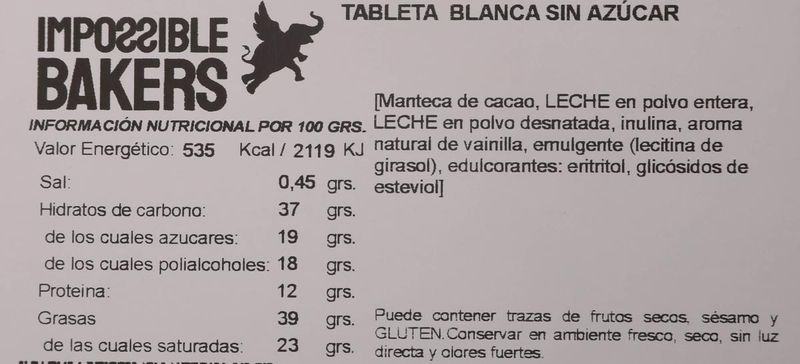 TABLETA BLANCA SIN AZÚCAR
IMPOSSIBLE
BAKERS
INFORMACIÓN NUTRICIONAL POR 100 GRS.
Valor Energético: 535 Kcal / 2119 KJ
Sal: 0,45 grs.
Hidratos de carbono: 37 grs.
de los cuales azucares: 19 grs.
de los cuales polialcoholes: 18 grs.
Proteina: 12 grs.
Grasas 39 grs.
de las cuales saturadas: 23 grs.
[Manteca de cacao, LECHE en polvo entera,
LECHE en polvo desnatada, inulina, aroma
natural de vainilla, emulgente (lecitina de
girasol), edulcorantes: eritritol, glicósidos de
esteviol]
Puede contener trazas de frutos secos, sésamo y
GLUTEN.Conservar en ambiente fresco, seco, sin luz
directa y olores fuertes.